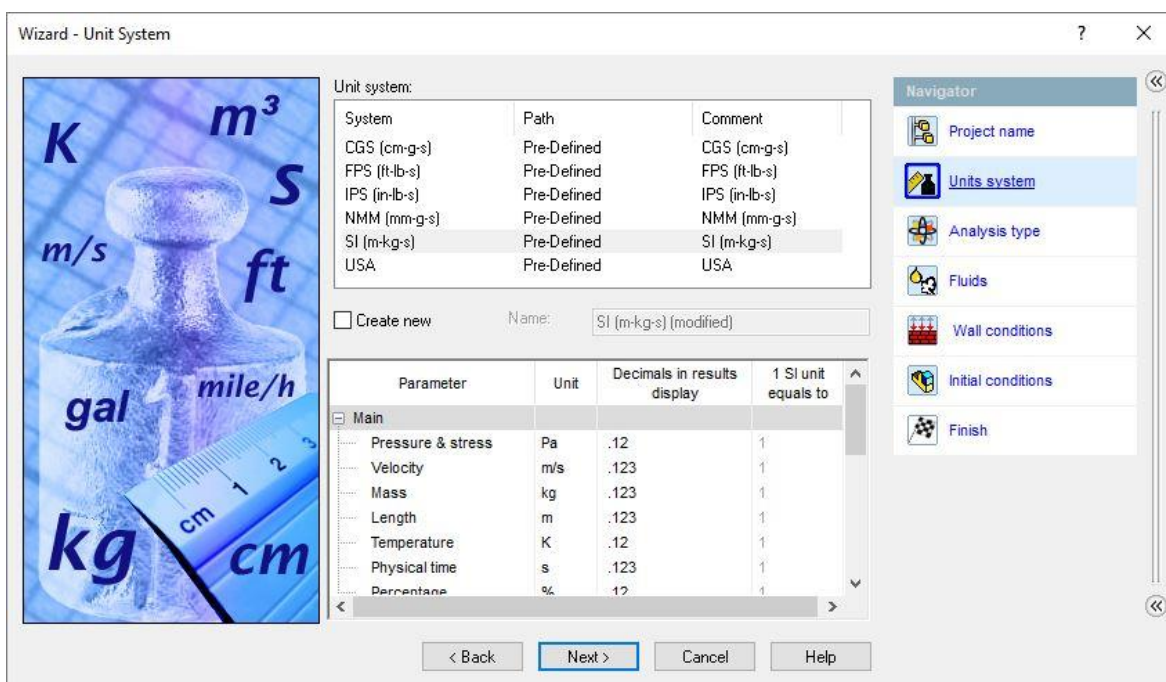 Wizard - Unit System
?
K
m³
s
m/s
ft
gal
mile/h
1 2 3
cm
kg
cm
Unit system:
System Path Comment
CGS (cm-g-s) Pre-Defined CGS (cm-g-s)
FPS (ft-lb-s) Pre-Defined FPS (ft-lb-s)
IPS (in-lb-s) Pre-Defined IPS (in-lb-s)
NMM (mm-g-s) Pre-Defined NMM (mm-g-s)
SI (m-kg-s) Pre-Defined SI (m-kg-s)
USA Pre-Defined USA
Create new Name: SI (m-kg-s) (modified)
Parameter Unit Decimals in results display 1 SI unit equals to
Main
Pressure & stress Pa .12 1
Velocity m/s .123 1
Mass kg .123 1
Length m .123 1
Temperature K .12 1
Physical time s .123 1
Percentage % .12 1
Navigator
Project name
Units system
Analysis type
Fluids
Wall conditions
Initial conditions
Finish
< Back Next > Cancel Help